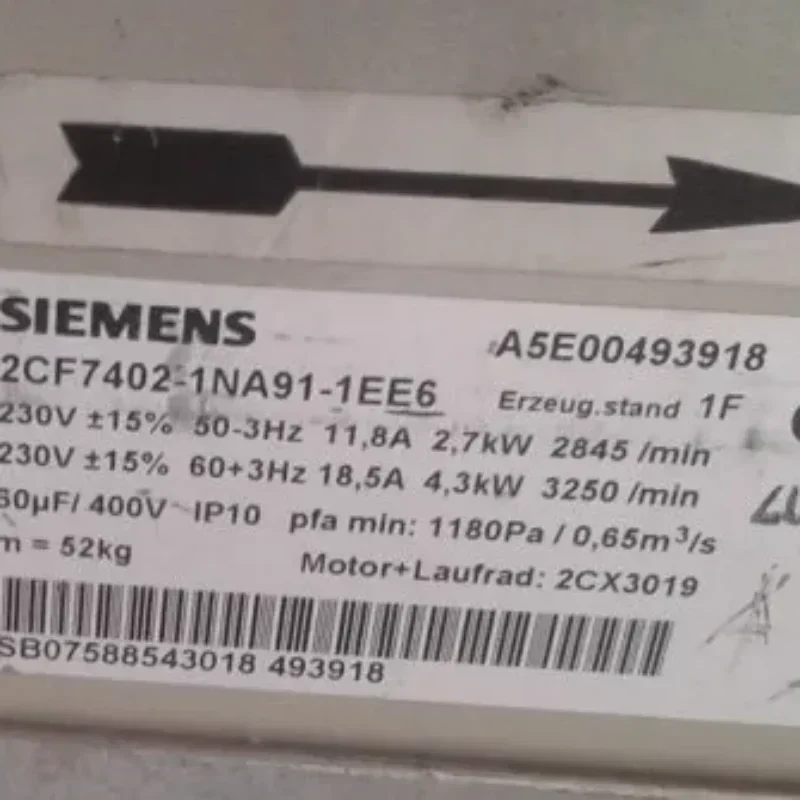 SIEMENS
A5E00493918
2CF7402-1NA91-1EE6
Erzeug.stand 1F
230V ±15% 50-3Hz 11,8A 2,7kW 2845 /min
230V ±15% 60+3Hz 18,5A 4,3kW 3250 /min
60µF/ 400V IP10 pfa min: 1180Pa / 0,65m³/s
m = 52kg
Motor+Laufrad: 2CX3019
SB07588543018 493918